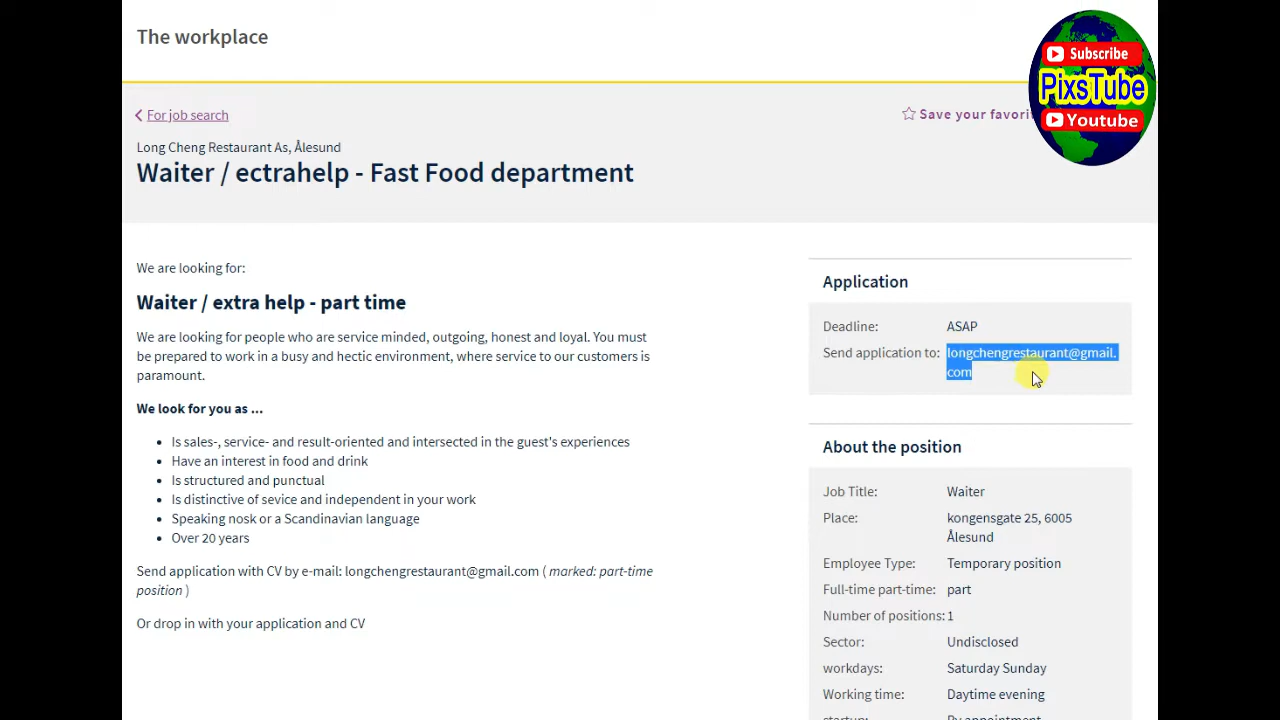 The workplace
Subscribe
PixsTube
Youtube
For job search
Save your favori
Long Cheng Restaurant As, Ålesund
Waiter / ectrahelp - Fast Food department
We are looking for:
Waiter / extra help - part time
We are looking for people who are service minded, outgoing, honest and loyal. You must
be prepared to work in a busy and hectic environment, where service to our customers is
paramount.
We look for you as ...
• Is sales-, service- and result-oriented and intersected in the guest's experiences
• Have an interest in food and drink
• Is structured and punctual
• Is distinctive of sevice and independent in your work
• Speaking nosk or a Scandinavian language
• Over 20 years
Send application with CV by e-mail: longchengrestaurant@gmail.com ( marked: part-time
position )
Or drop in with your application and CV
Application
Deadline: ASAP
Send application to: longchengrestaurant@gmail.
com
About the position
Job Title: Waiter
Place: kongensgate 25, 6005
Ålesund
Employee Type: Temporary position
Full-time part-time: part
Number of positions: 1
Sector: Undisclosed
workdays: Saturday Sunday
Working time: Daytime evening
startup: By appointment